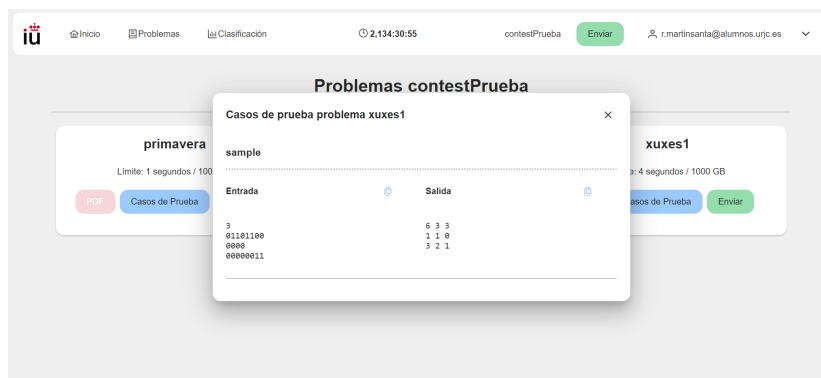 iü
Inicio
Problemas
Clasificación
2,134:30:55
contestPrueba
Enviar
r.martinsanta@alumnos.urjc.es
Problemas contestPrueba
primavera
Límite: 1 segundos / 100
PDF
Casos de Prueba
Casos de prueba problema xuxes1
sample
Entrada
Salida
3
01101100
0000
00000011
6 3 3
1 1 0
3 2 1
xuxes1
e: 4 segundos / 1000 GB
asos de Prueba
Enviar